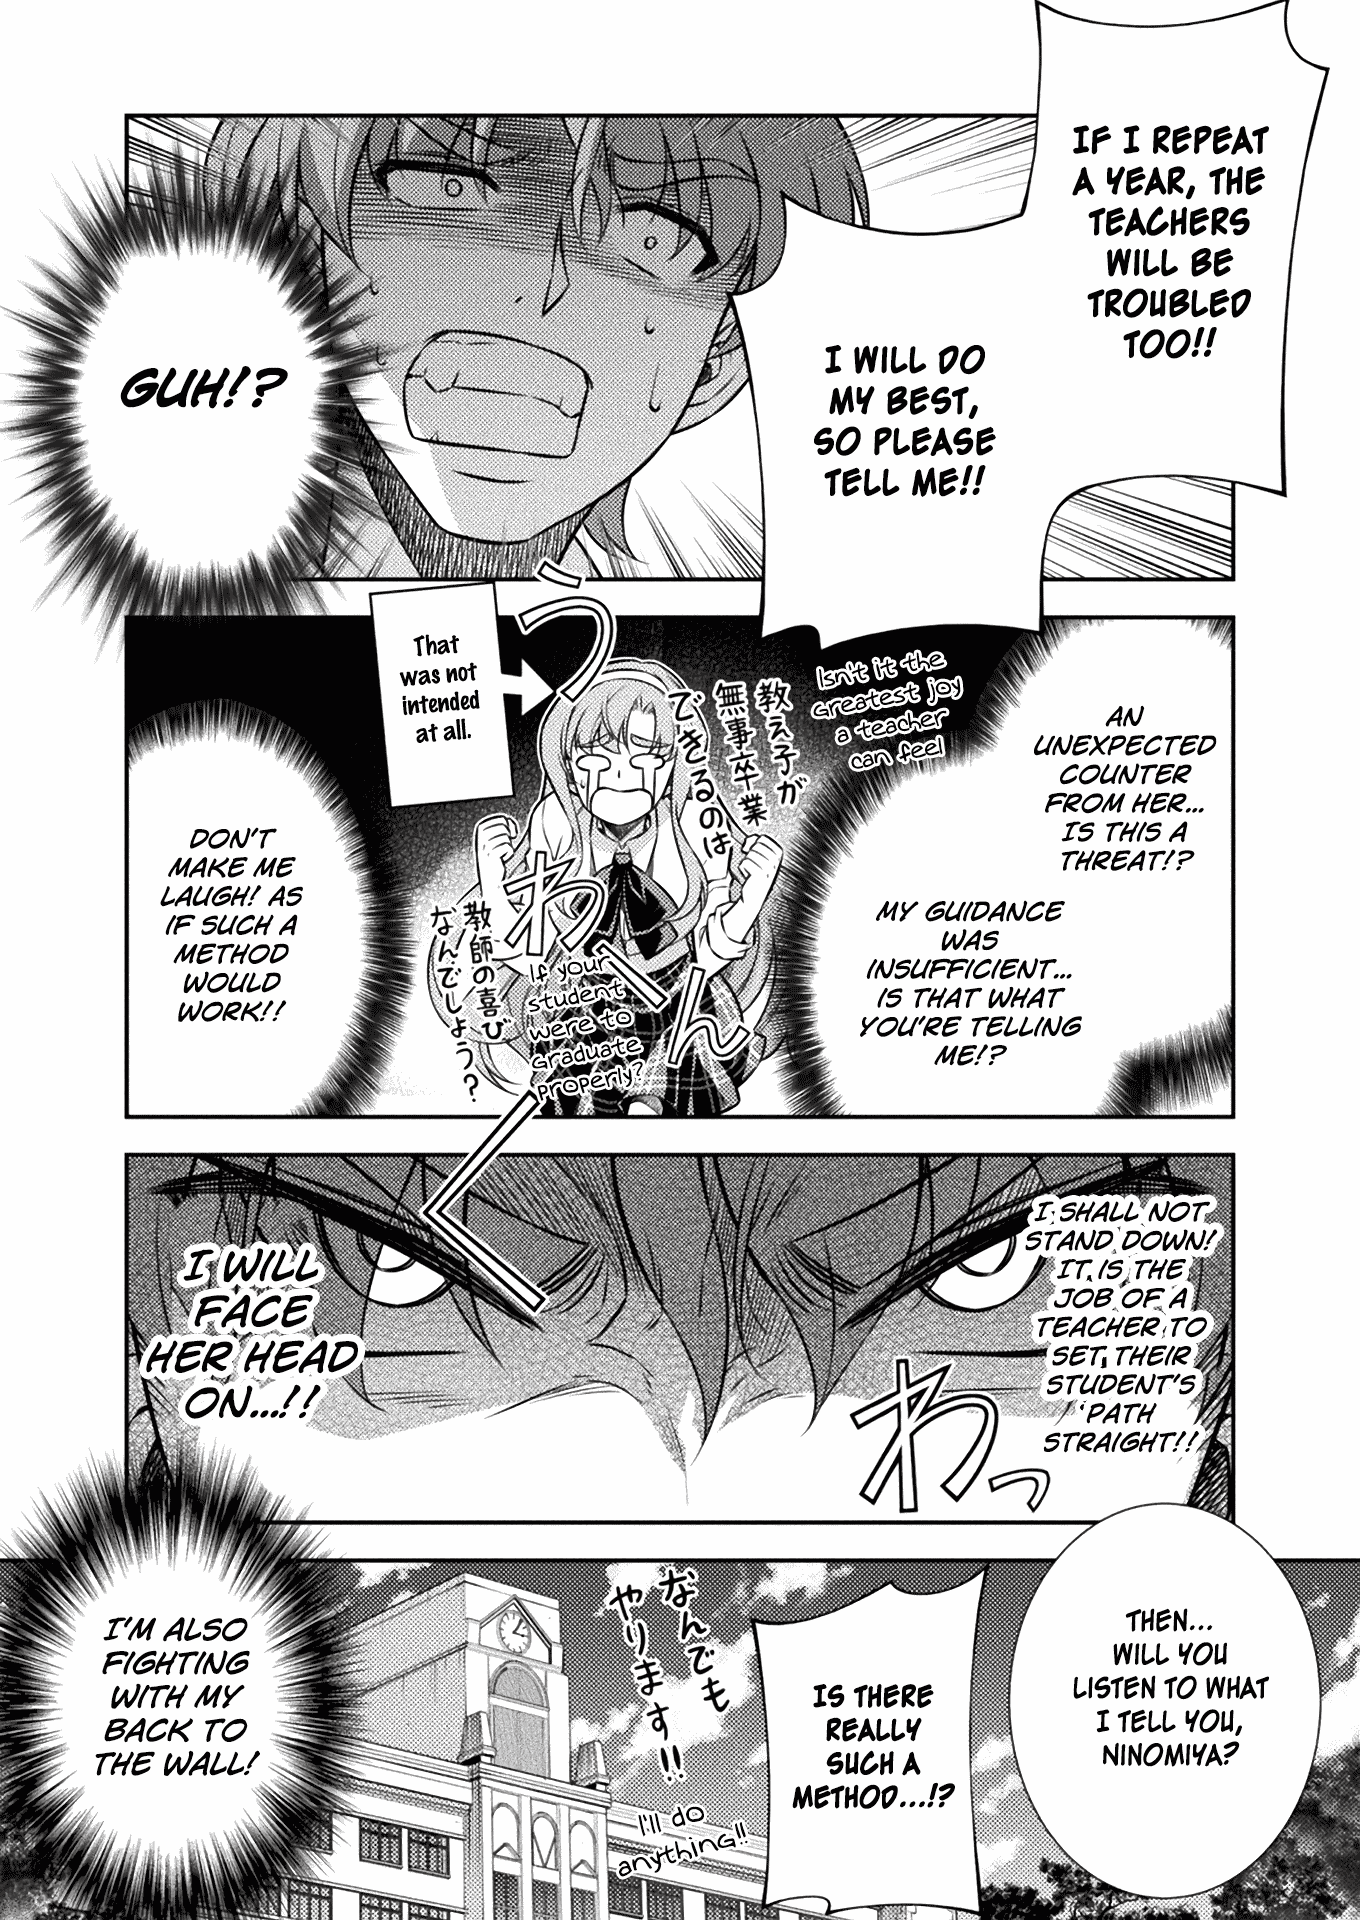 IF I REPEAT
A YEAR, THE
TEACHERS
WILL BE
TROUBLED
TOO!!
I WILL DO
MY BEST,
SO PLEASE
TELL ME!!
GUH!?
AN
UNEXPECTED
COUNTER
FROM HER...
IS THIS A
THREAT!?
MY GUIDANCE
WAS
INSUFFICIENT...
IS THAT WHAT
YOU'RE TELLING
ME!?
Isn't it the
greatest joy
a teacher
can feel
教え子が
無事卒業
できるのは
教師の喜び
なんでしょう?
If your
student
were to
graduate
properly?
うわーーん
That
was not
intended
at all.
DON'T
MAKE ME
LAUGH! AS
IF SUCH A
METHOD
WOULD
WORK!!
I SHALL NOT
STAND DOWN!
IT IS THE
JOB OF A
TEACHER TO
SET THEIR
STUDENT'S
PATH
STRAIGHT!!
くわっ
I WILL
FACE
HER HEAD
ON...!!
THEN...
WILL YOU
LISTEN TO WHAT
I TELL YOU,
NINOMIYA?
IS THERE
REALLY
SUCH A
METHOD...!?
なんでも
やります!!
I'll do
anything!!
I'M ALSO
FIGHTING
WITH MY
BACK TO
THE WALL!